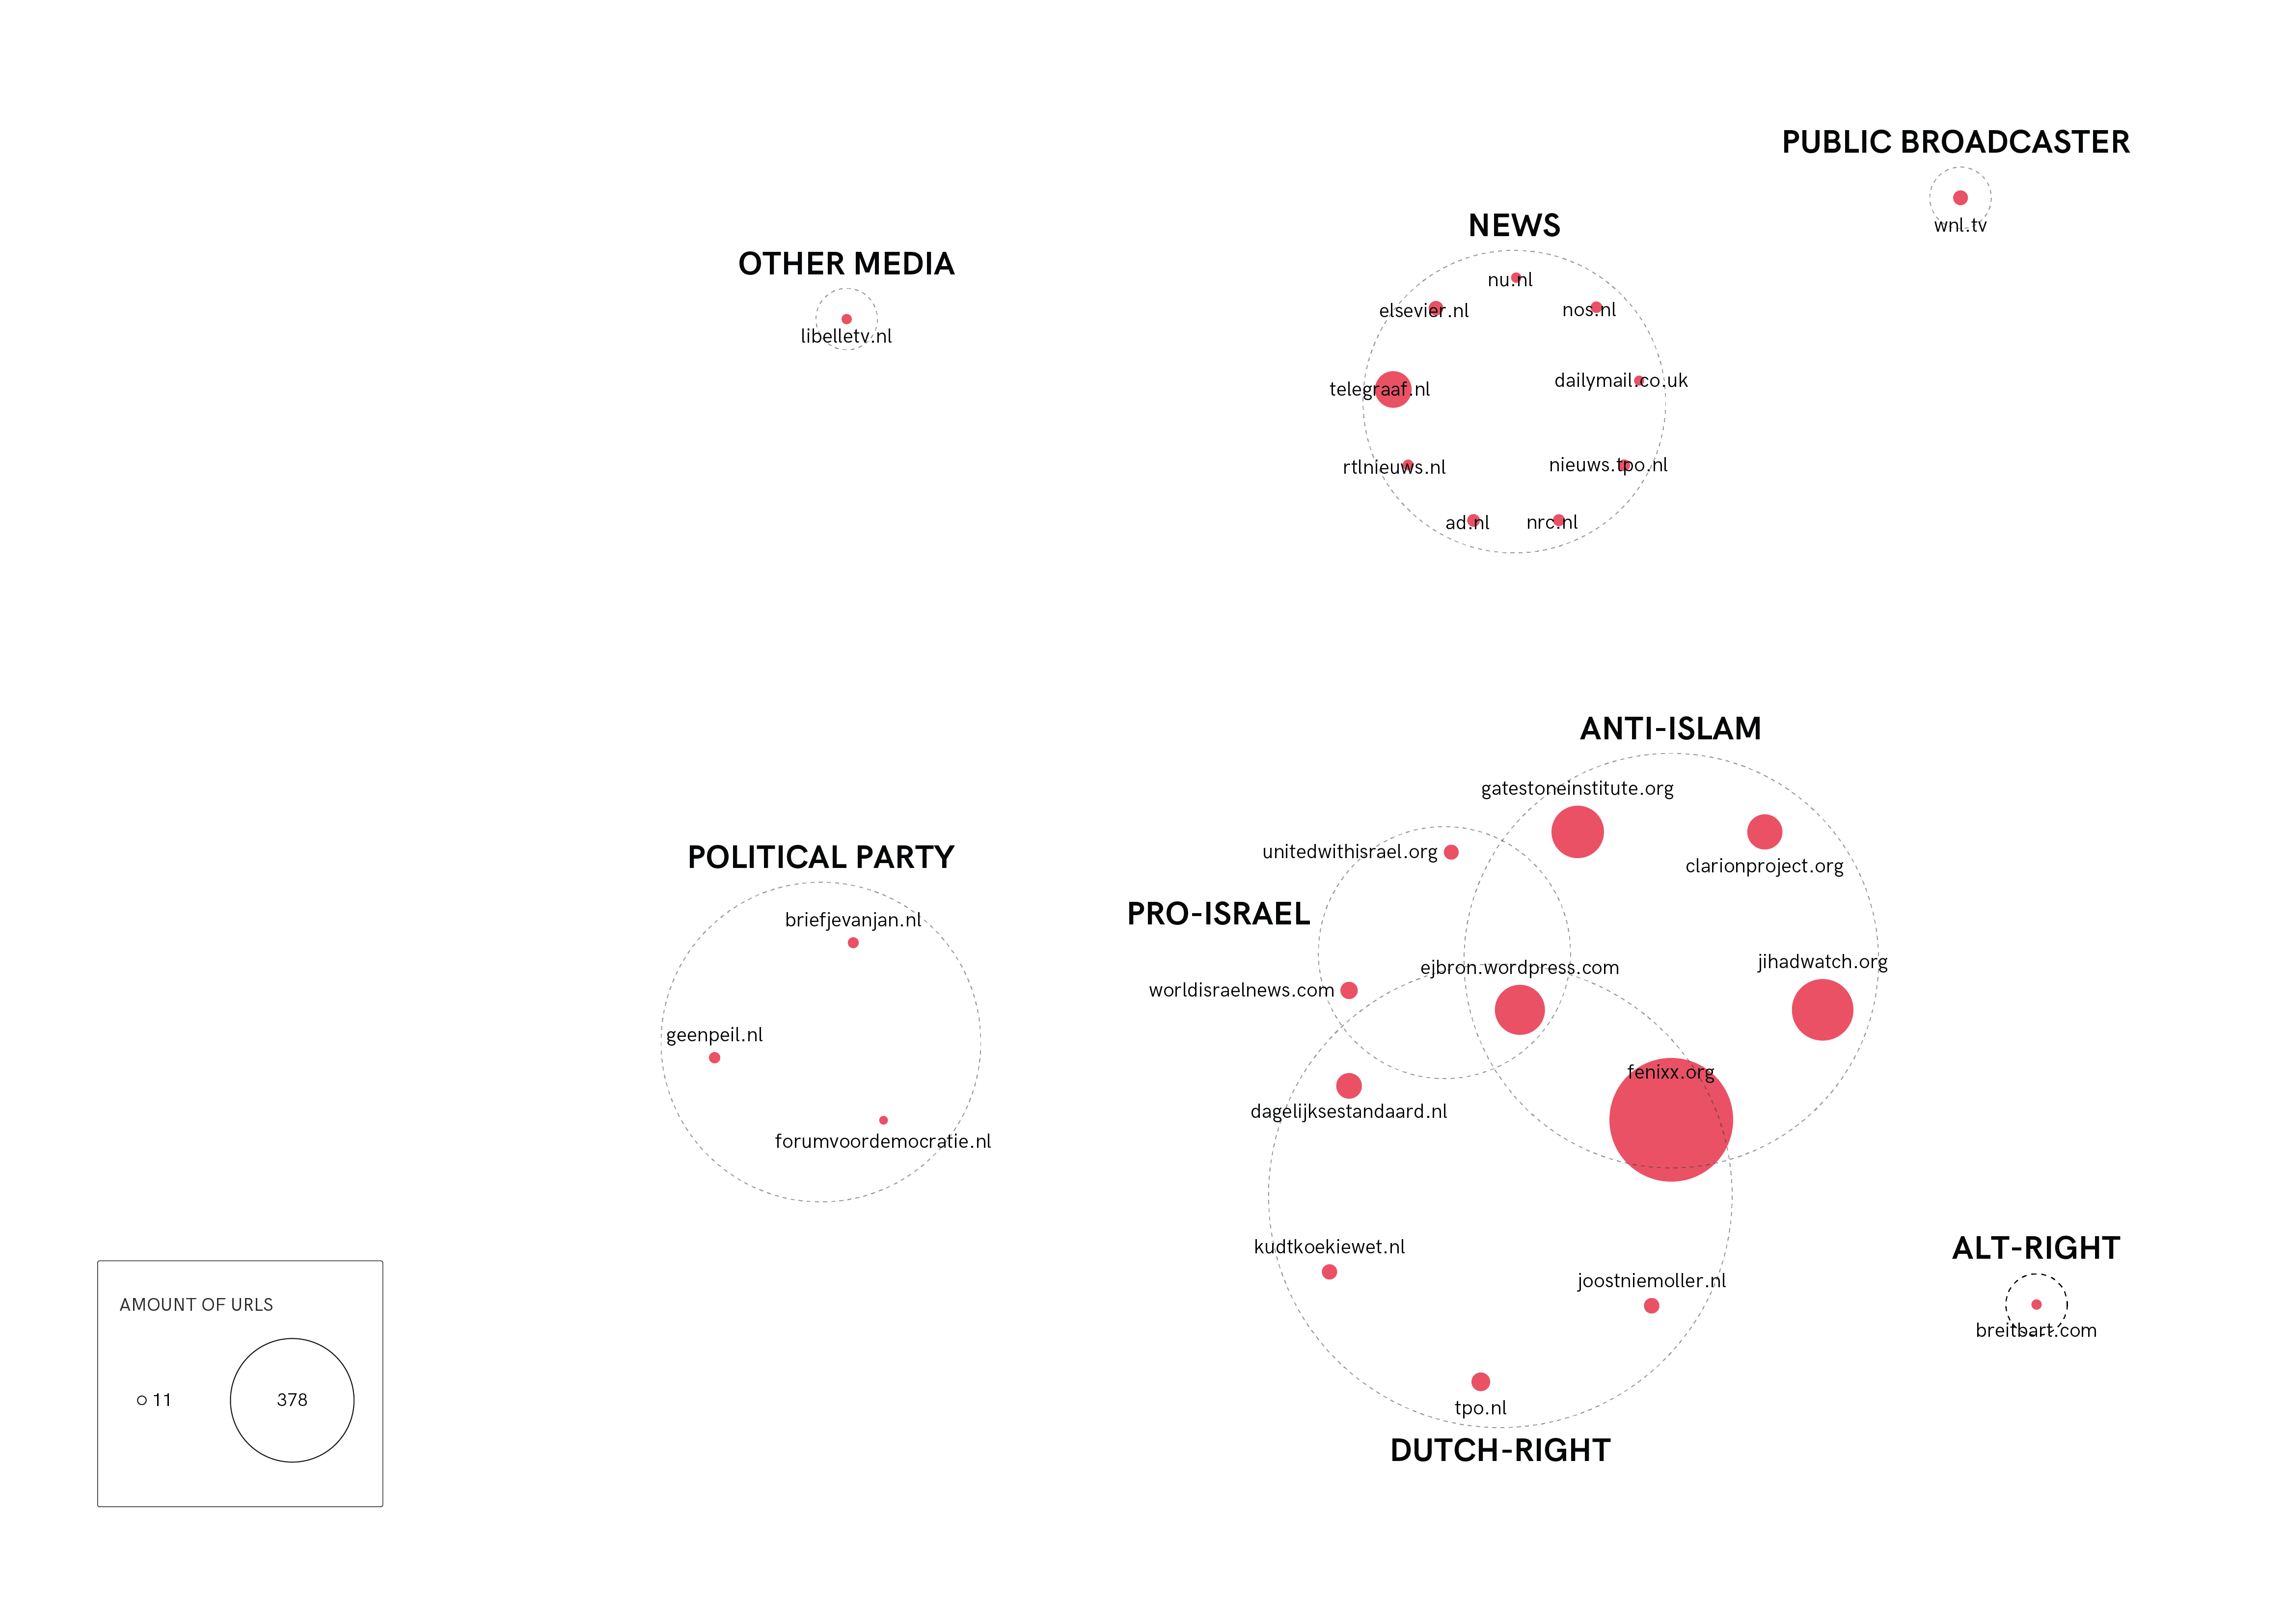 PUBLIC BROADCASTER
wnl.tv
NEWS
nu.nl
elsevier.nl
nos.nl
telegraaf.nl
dailymail.co.uk
rtlnieuws.nl
nieuws.tpo.nl
ad.nl
nrc.nl
OTHER MEDIA
libelletv.nl
ANTI-ISLAM
gatestoneinstitute.org
clarionproject.org
unitedwithisrael.org
PRO-ISRAEL
ejbron.wordpress.com
jihadwatch.org
worldisraelnews.com
fenixx.org
dagelijksestandaard.nl
kudtkoekiewet.nl
joostniemoller.nl
tpo.nl
DUTCH-RIGHT
POLITICAL PARTY
briefjevanjan.nl
geenpeil.nl
forumvoordemocratie.nl
ALT-RIGHT
breitbart.com
AMOUNT OF URLS
11
378